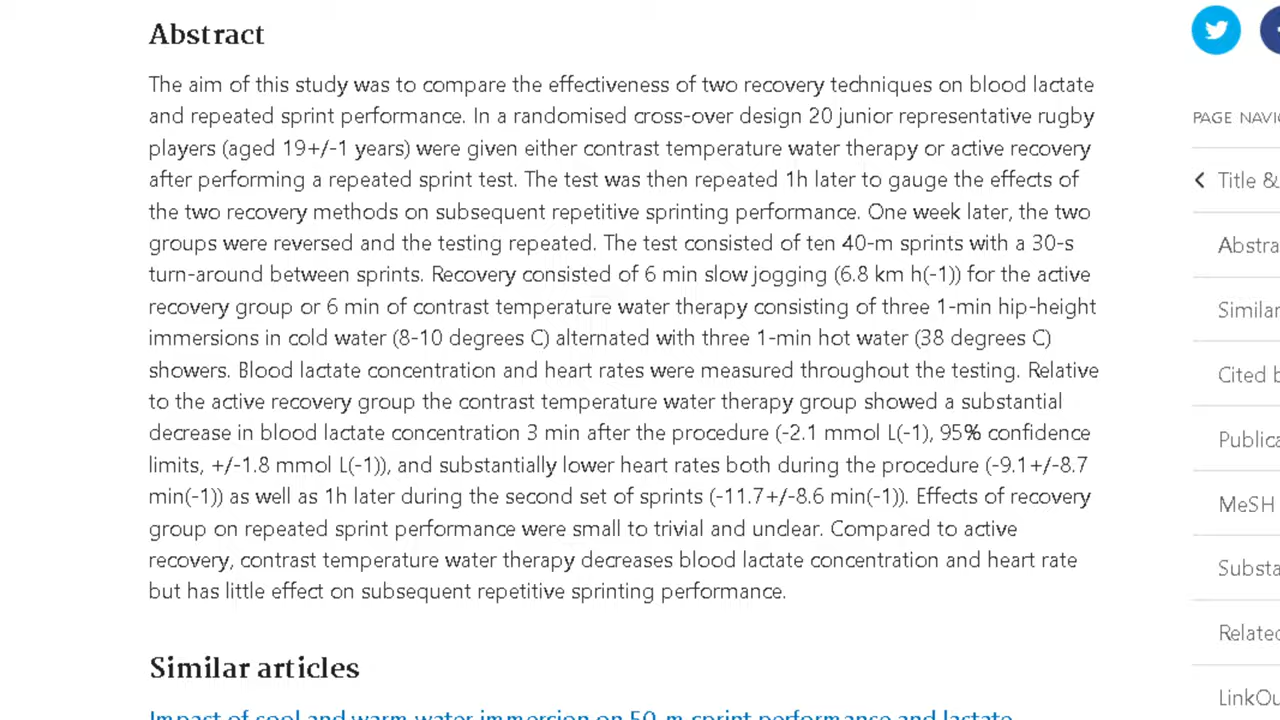 Abstract
The aim of this study was to compare the effectiveness of two recovery techniques on blood lactate
and repeated sprint performance. In a randomised cross-over design 20 junior representative rugby
players (aged 19+/-1 years) were given either contrast temperature water therapy or active recovery
after performing a repeated sprint test. The test was then repeated 1h later to gauge the effects of
the two recovery methods on subsequent repetitive sprinting performance. One week later, the two
groups were reversed and the testing repeated. The test consisted of ten 40-m sprints with a 30-s
turn-around between sprints. Recovery consisted of 6 min slow jogging (6.8 km h(-1)) for the active
recovery group or 6 min of contrast temperature water therapy consisting of three 1-min hip-height
immersions in cold water (8-10 degrees C) alternated with three 1-min hot water (38 degrees C)
showers. Blood lactate concentration and heart rates were measured throughout the testing. Relative
to the active recovery group the contrast temperature water therapy group showed a substantial
decrease in blood lactate concentration 3 min after the procedure (-2.1 mmol L(-1), 95% confidence
limits, +/-1.8 mmol L(-1)), and substantially lower heart rates both during the procedure (-9.1+/-8.7
min(-1)) as well as 1h later during the second set of sprints (-11.7+/-8.6 min(-1)). Effects of recovery
group on repeated sprint performance were small to trivial and unclear. Compared to active
recovery, contrast temperature water therapy decreases blood lactate concentration and heart rate
but has little effect on subsequent repetitive sprinting performance.
Similar articles
Impact of cool and warm water immersion on 50-m sprint performance and lactate
PAGE NAVI
Title &
Abstra
Similar
Cited b
Publica
MeSH
Substa
Related
LinkOu